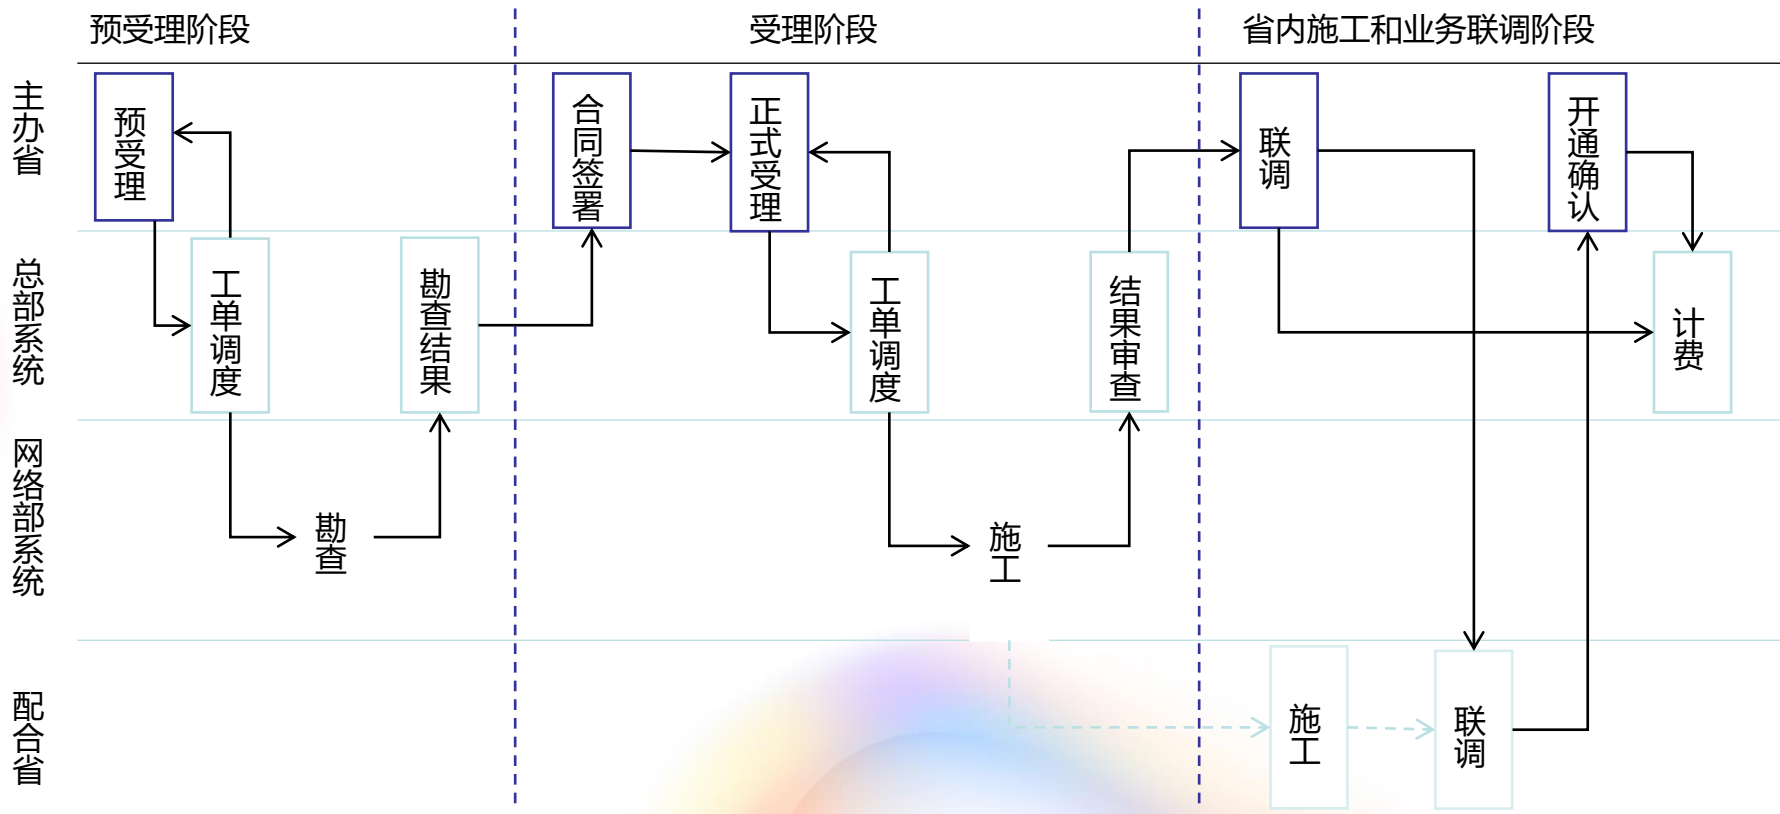 预受理阶段
受理阶段
省内施工和业务联调阶段
主办省
预受理
合同签署
正式受理
联调
开通确认
总部系统
工单调度
勘查结果
工单调度
结果审查
计费
网络部系统
勘查
施工
配合省
施工
联调